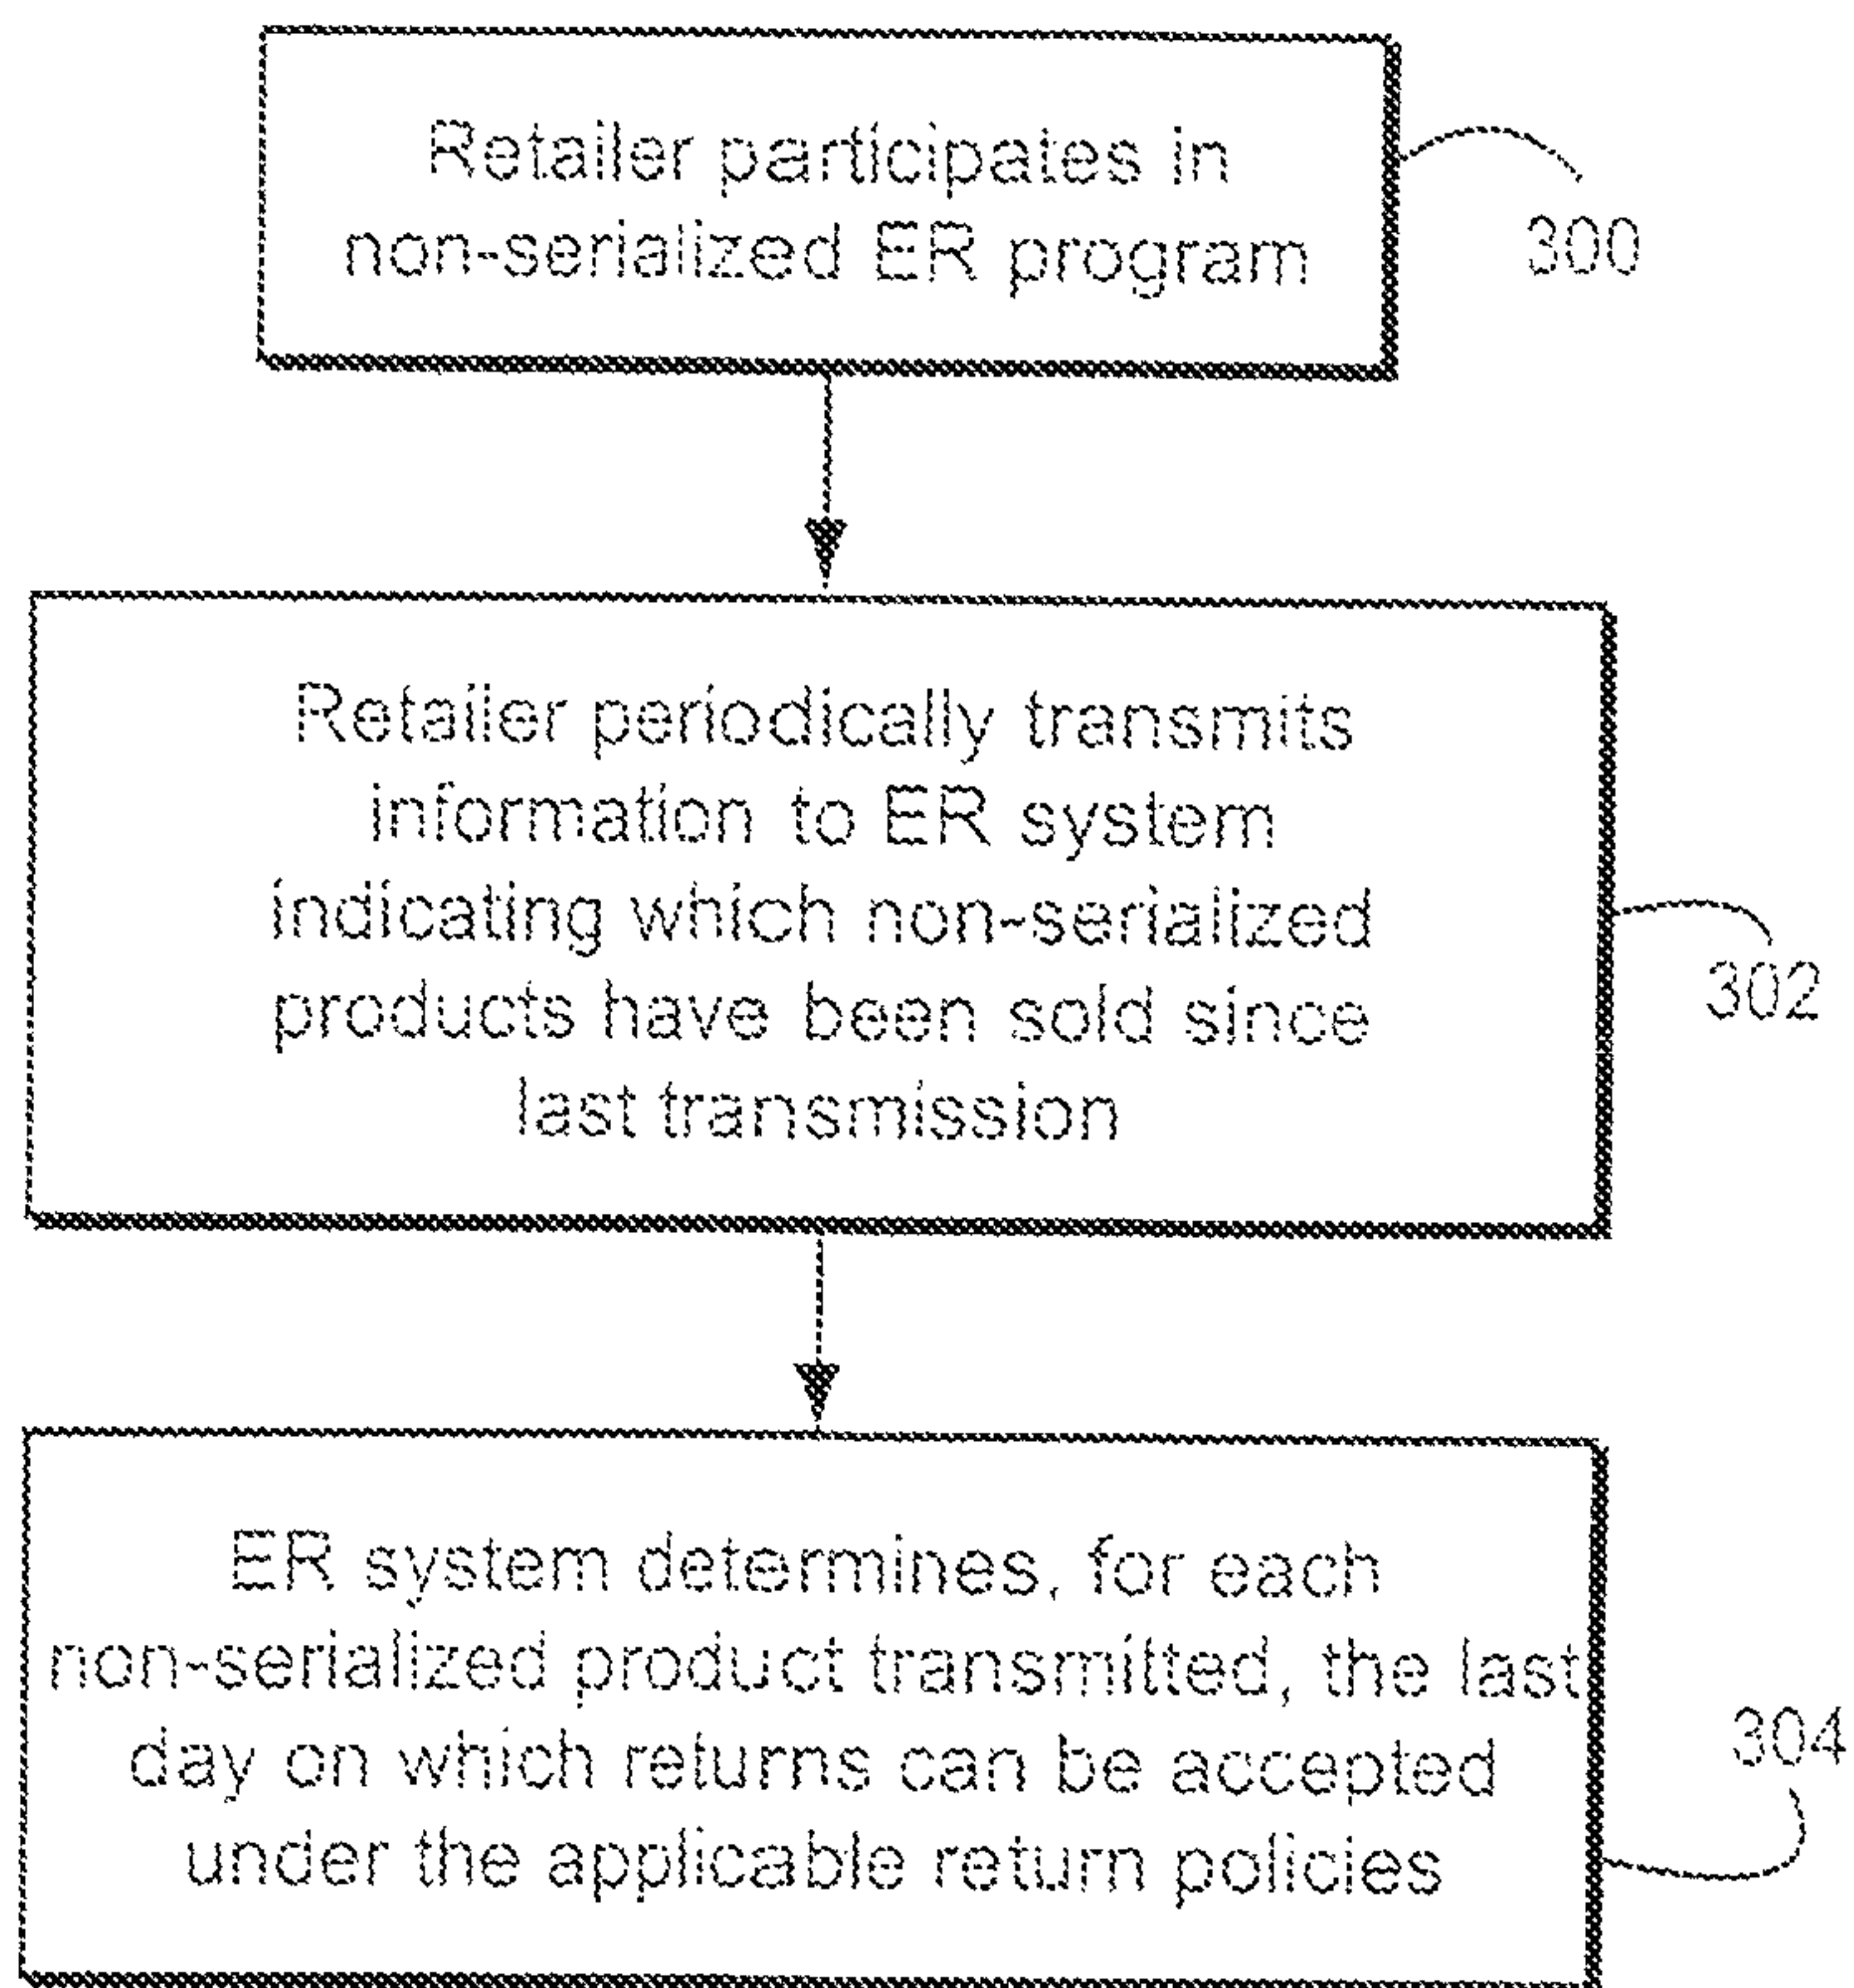 Retailer participates in
non-serialized ER program
300
Retailer periodically transmits
information to ER system
indicating which non-serialized
products have been sold since
last transmission
302
ER system determines, for each
non-serialized product transmitted, the last
day on which returns can be accepted
under the applicable return policies
304